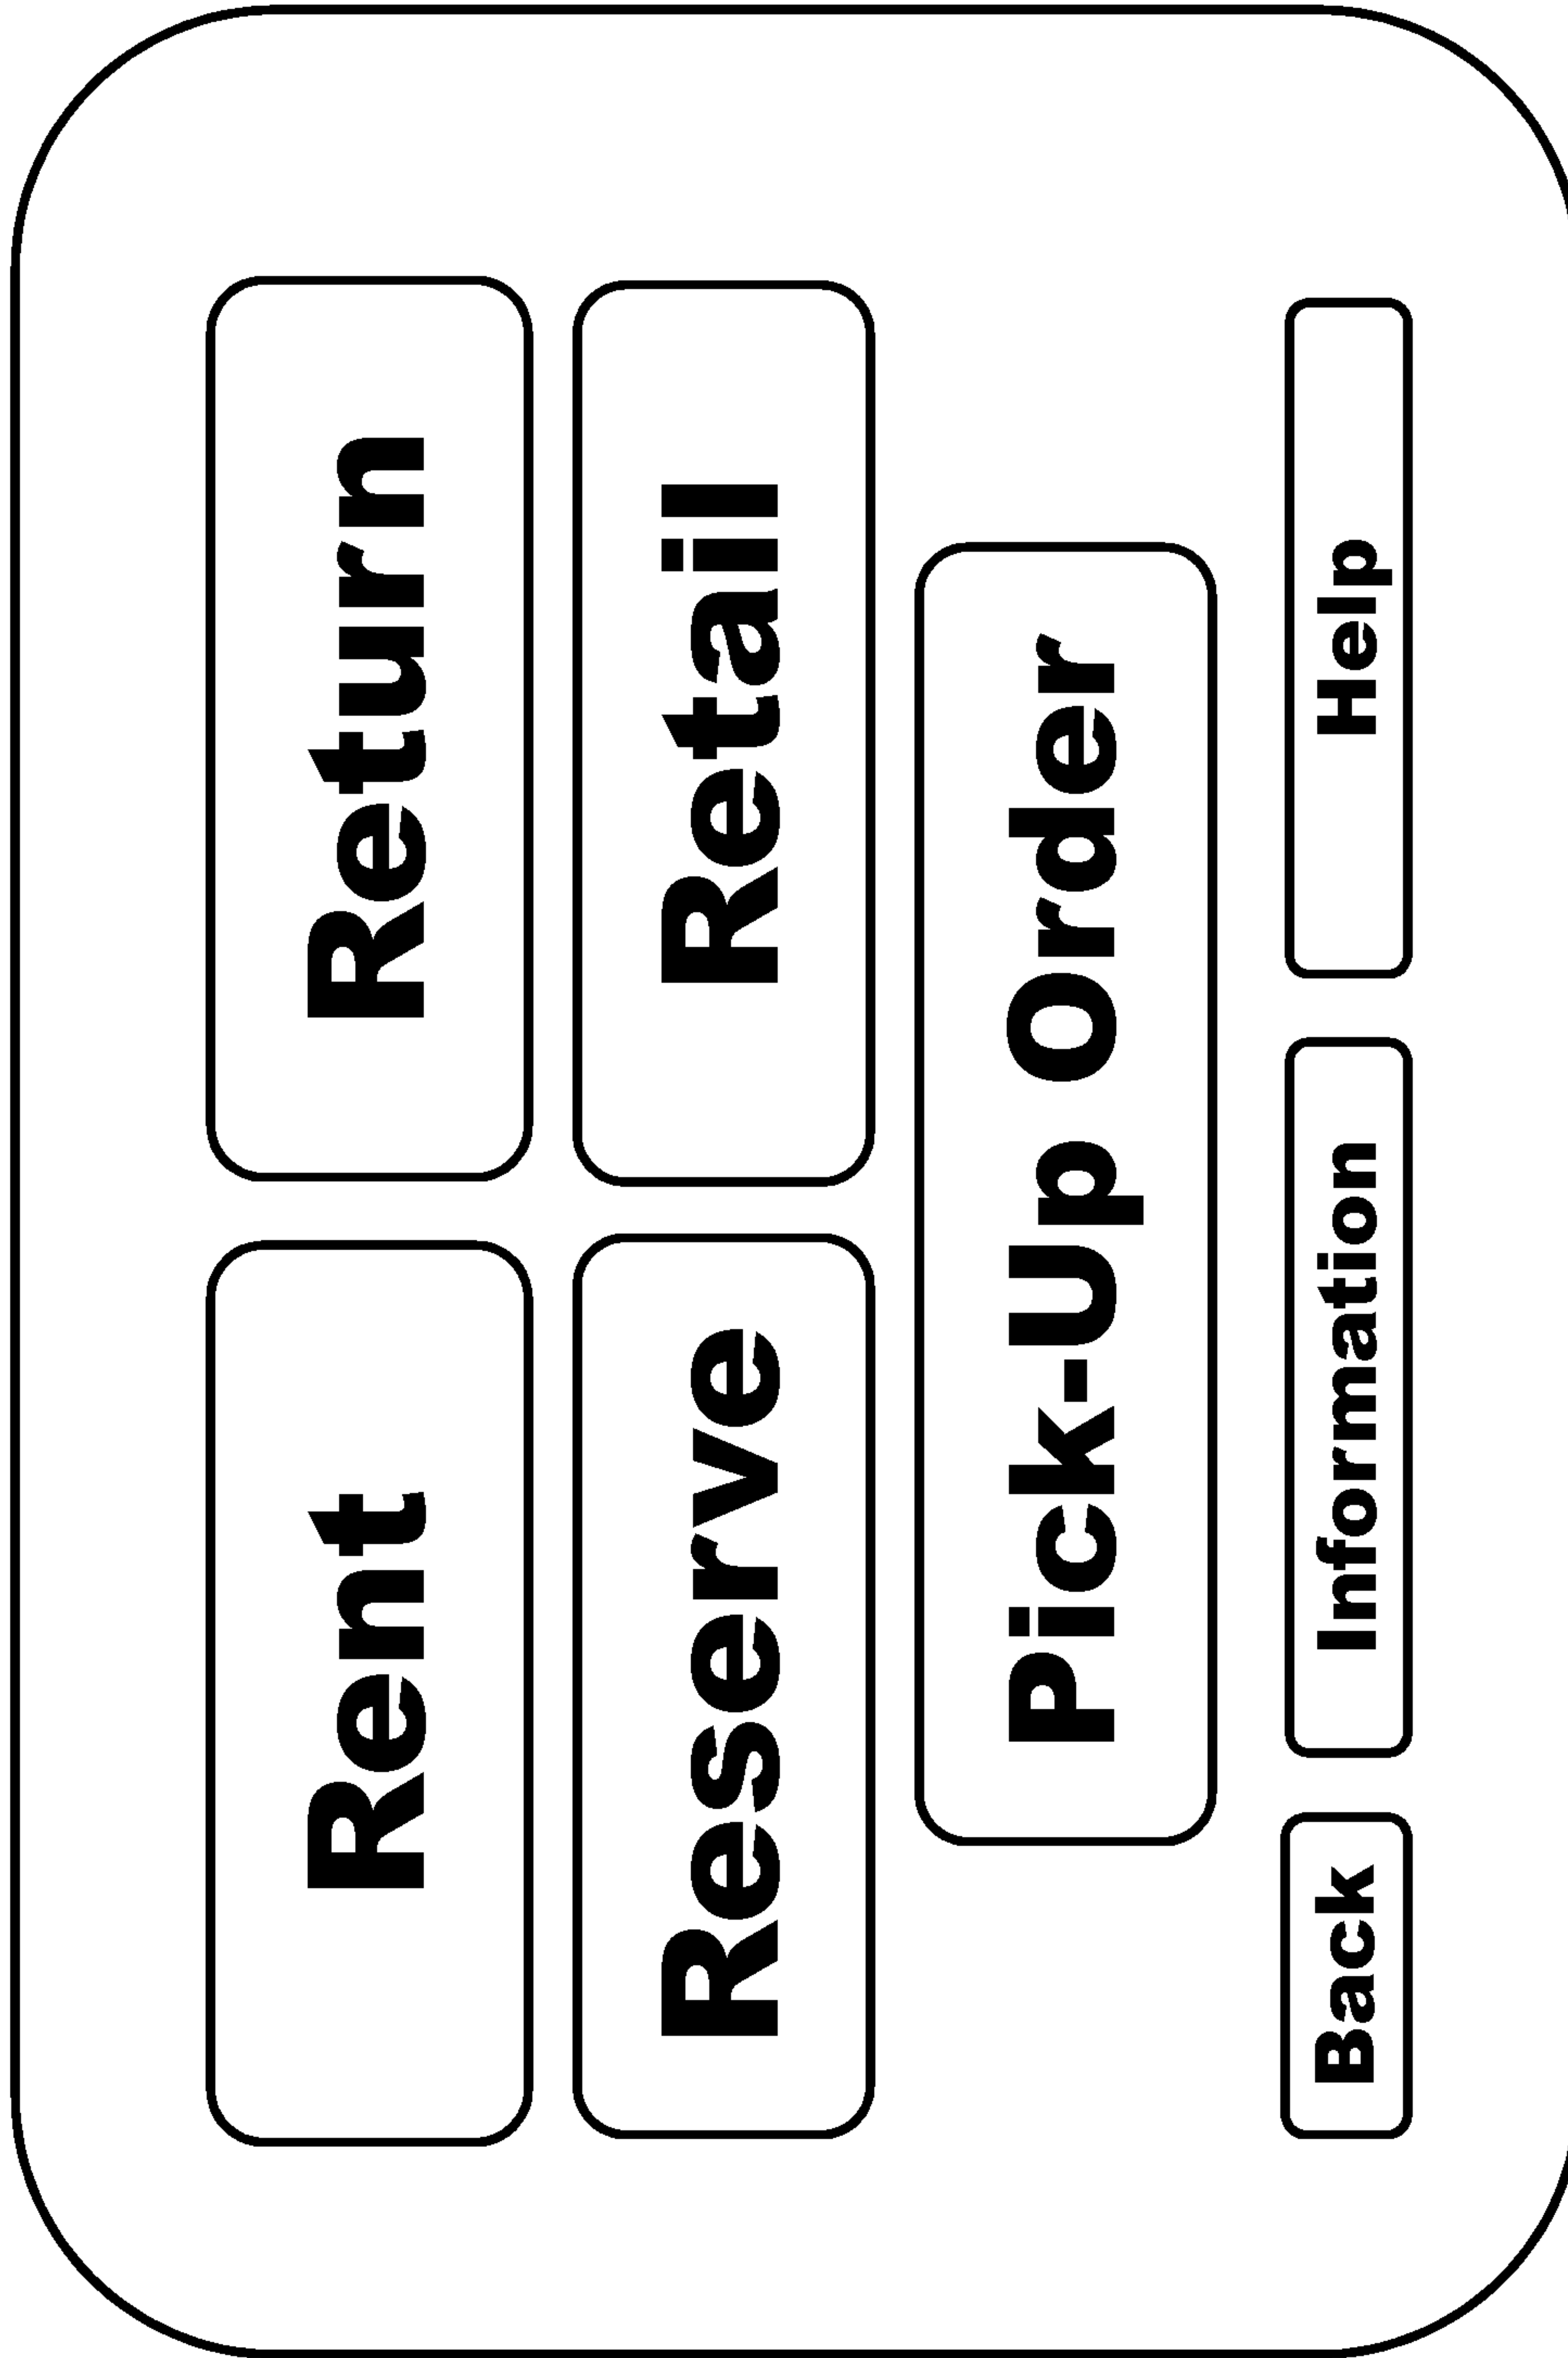 Rent Return
Reserve Retail
Pick-Up Order
Back Information Help